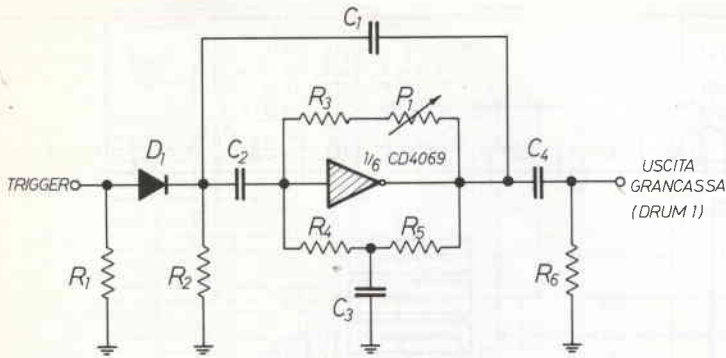 C1
R3
P1
D1
C2
1/6 CD4069
C4
TRIGGER
USCITA
GRANCASSA
(DRUM 1)
R4
R5
R1
R2
C3
R6